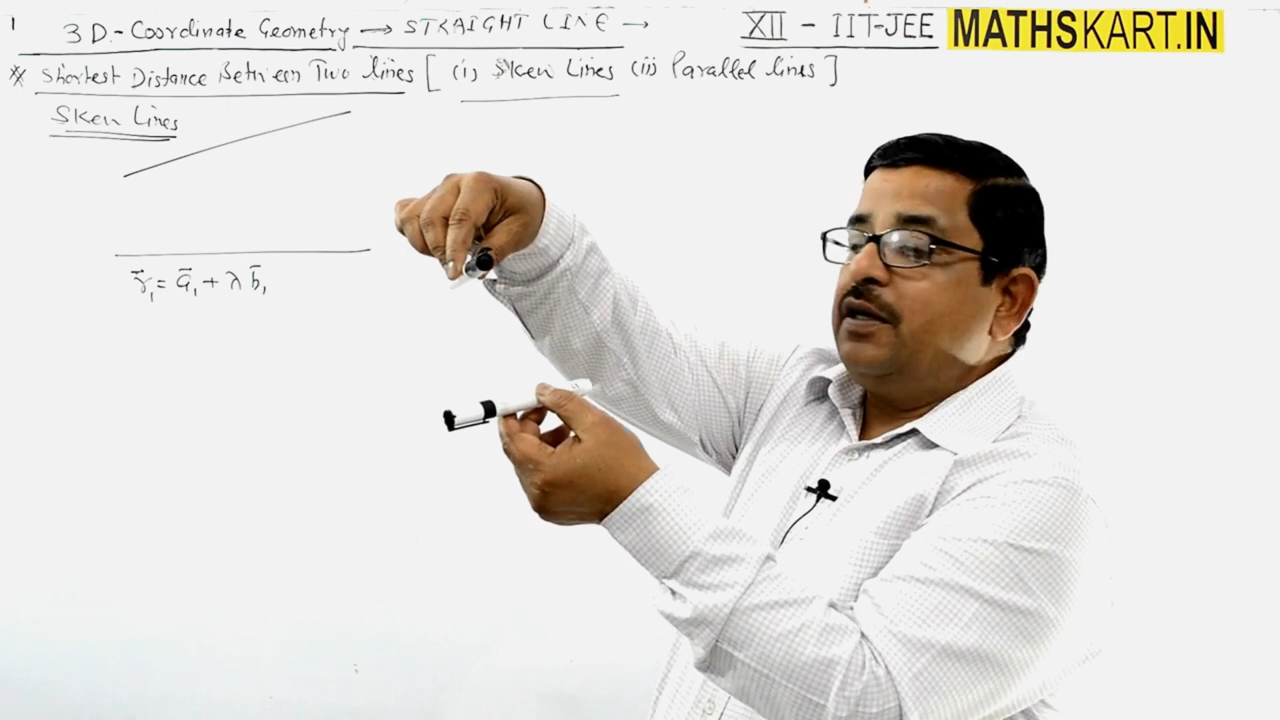 1 3D.-Coordinate Geometry → STRAIGHT LINE → XII - IIT-JEE MATHSKART.IN
* Shortest Distance Between Two lines [ (i) Skew Lines (ii) Parallel lines ]
Skew Lines
r̄₁ = ā₁ + λ b̄₁